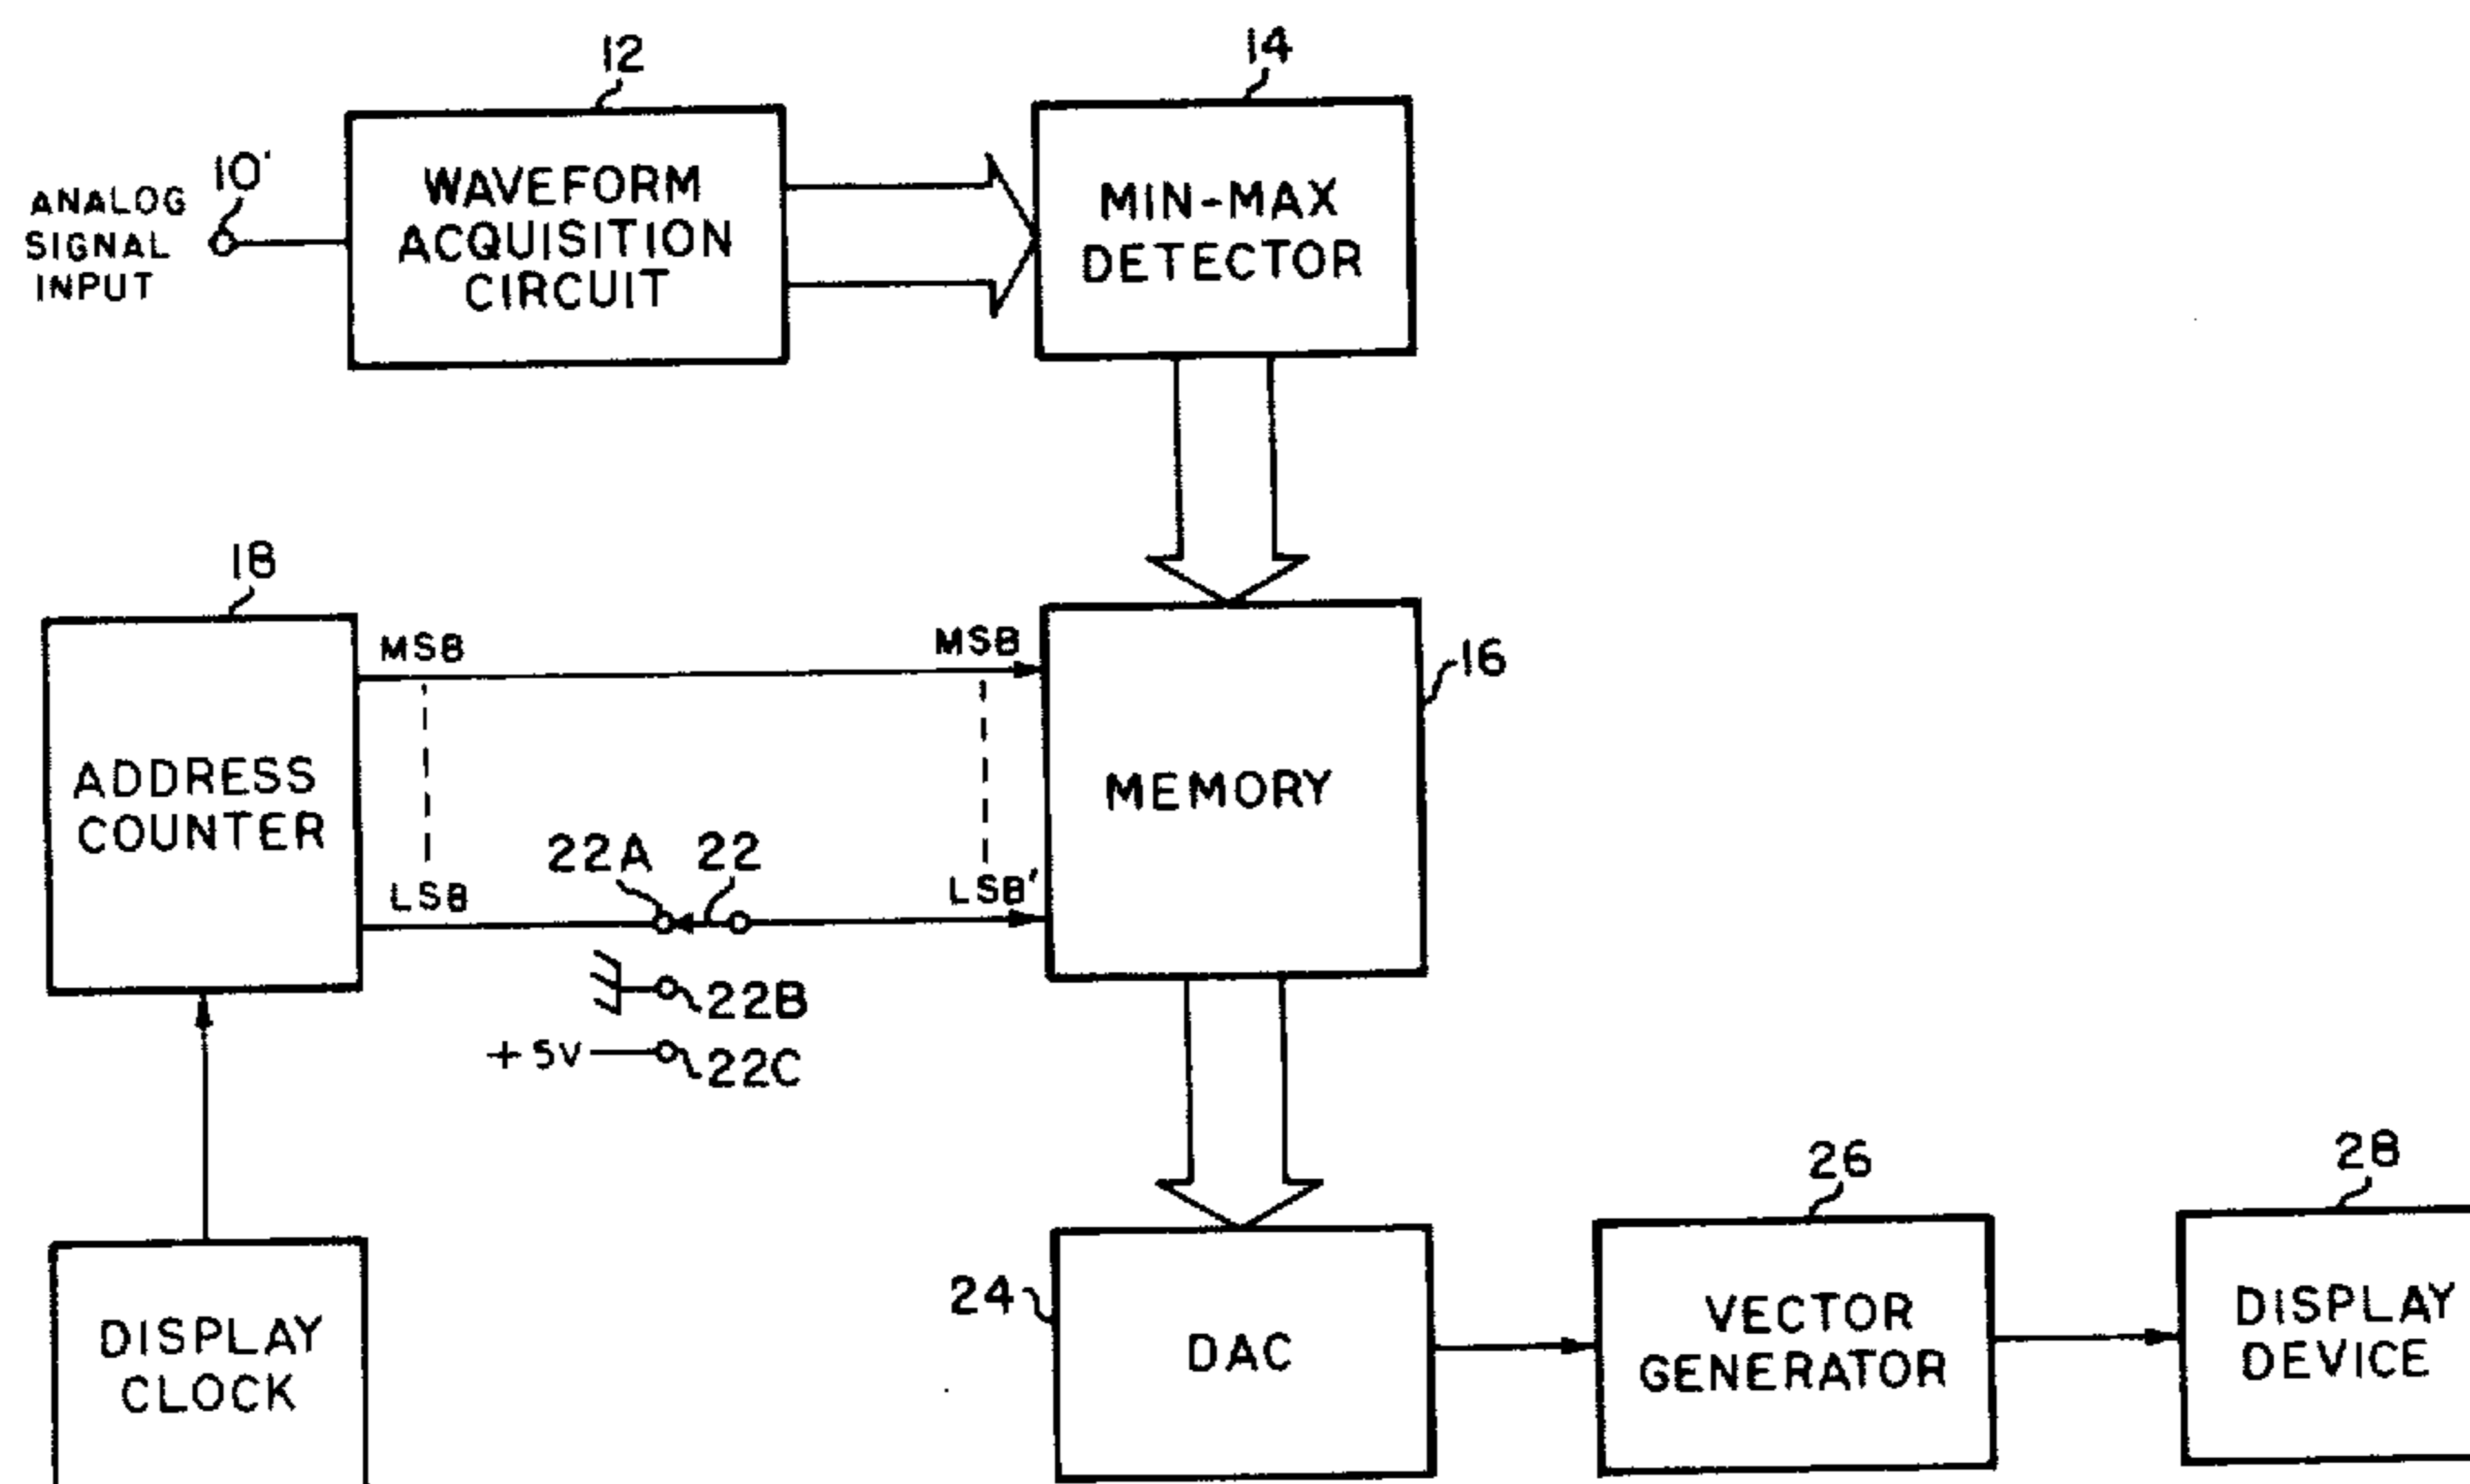 12
14
ANALOG
SIGNAL
INPUT
10'
WAVEFORM
ACQUISITION
CIRCUIT
MIN-MAX
DETECTOR
18
MSB
MSB
16
ADDRESS
COUNTER
MEMORY
22A
22
LSB
LSB'
22B
+5V
22C
26
28
24
DAC
VECTOR
GENERATOR
DISPLAY
DEVICE
DISPLAY
CLOCK